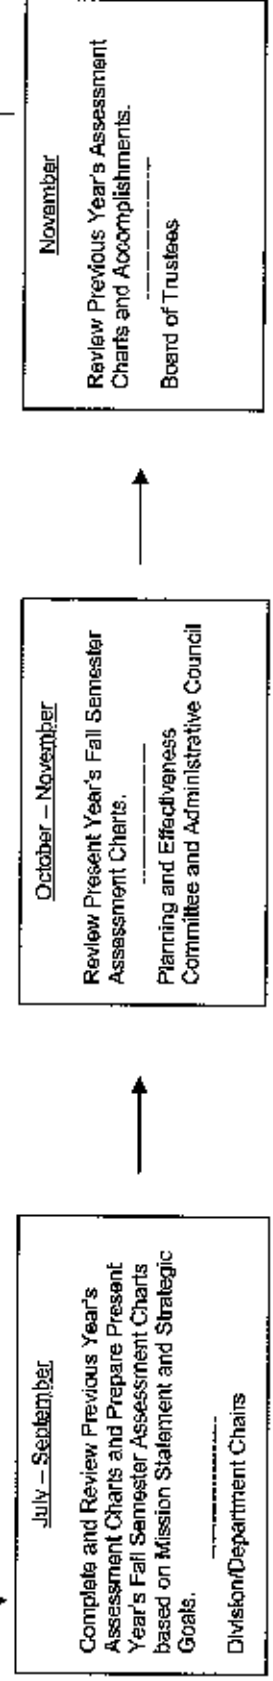 July – September
Complete and Review Previous Year's
Assessment Charts and Prepare Present
Year's Fall Semester Assessment Charts
based on Mission Statement and Strategic
Goals.
Division/Department Chairs
October – November
Review Present Year's Fall Semester
Assessment Charts.
Planning and Effectiveness
Committee and Administrative Council
November
Review Previous Year's Assessment
Charts and Accomplishments.
Board of Trustees